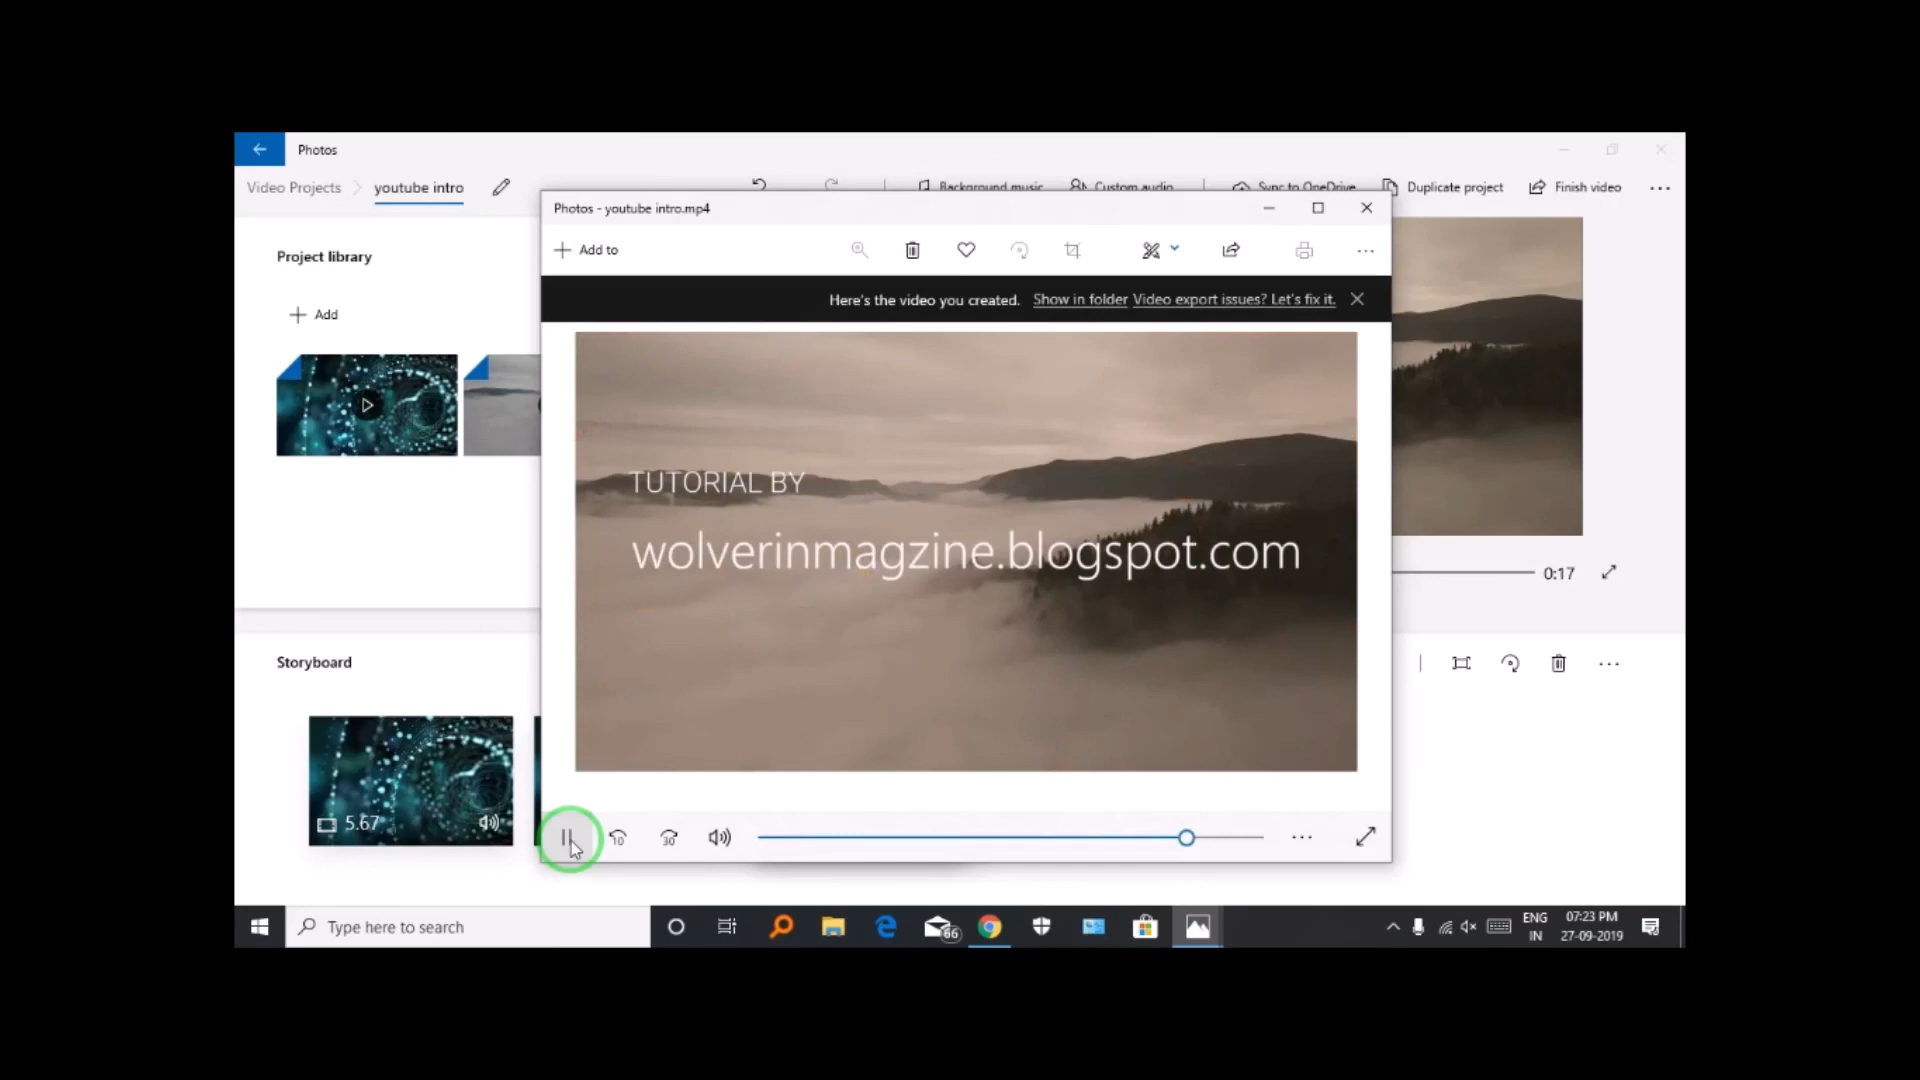 Photos
Video Projects
youtube intro
Background music
Custom audio
Sync to OneDrive
Duplicate project
Finish video
Photos - youtube intro.mp4
Add to
Here's the video you created. Show in folder Video export issues? Let's fix it.
Project library
Add
TUTORIAL BY
wolverinmagzine.blogspot.com
0:17
Storyboard
5.67
10
30
Type here to search
66
ENG
IN
07:23 PM
27-09-2019